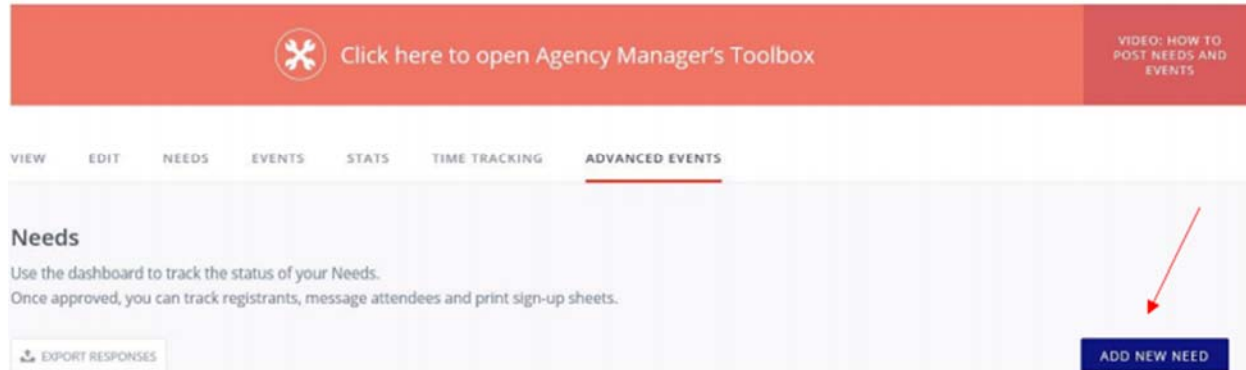 Click here to open Agency Manager's Toolbox
VIDEO: HOW TO
POST NEEDS AND
EVENTS
VIEW EDIT NEEDS EVENTS STATS TIME TRACKING ADVANCED EVENTS
Needs
Use the dashboard to track the status of your Needs.
Once approved, you can track registrants, message attendees and print sign-up sheets.
EXPORT RESPONSES
ADD NEW NEED